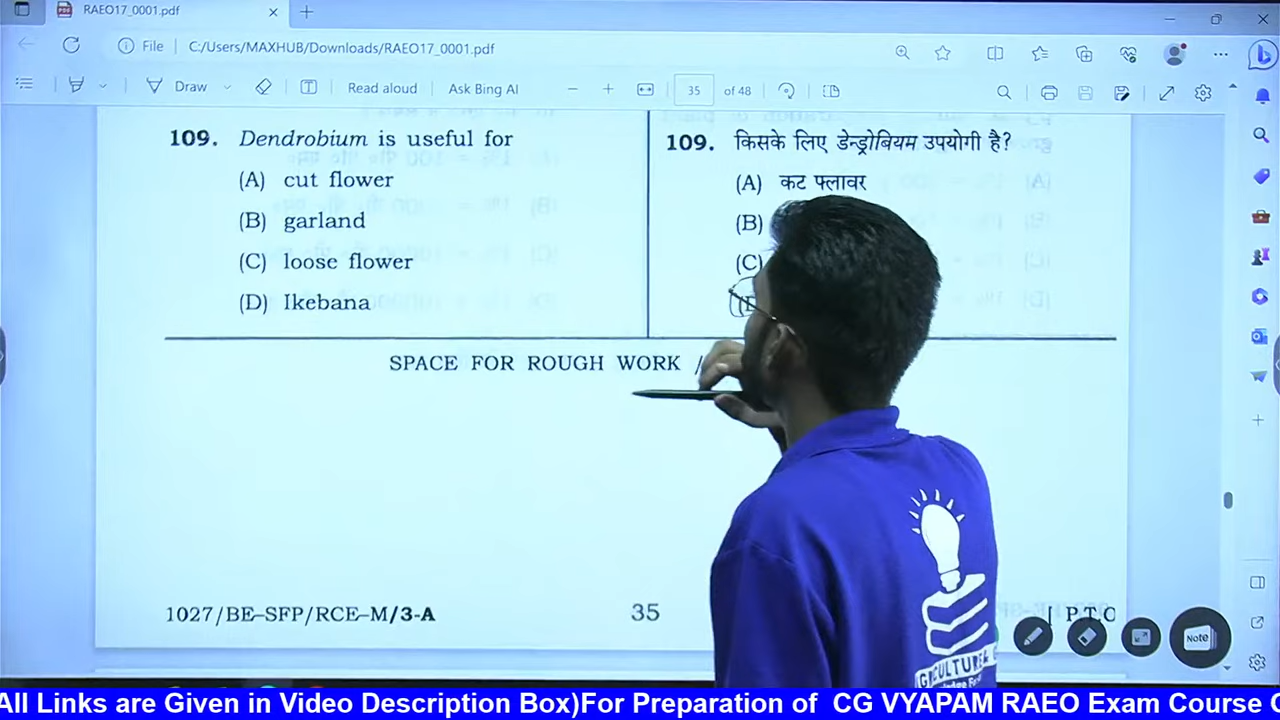 RAEO17_0001.pdf
File C:/Users/MAXHUB/Downloads/RAEO17_0001.pdf
Draw Read aloud Ask Bing AI 35 of 48
109. Dendrobium is useful for
(A) cut flower
(B) garland
(C) loose flower
(D) Ikebana
109. किसके लिए डेन्ड्रोबियम उपयोगी है?
(A) कट फ्लावर
(B)
(C)
SPACE FOR ROUGH WORK /
1027/BE–SFP/RCE–M/3-A
35
[ P.T.O
Note
All Links are Given in Video Description Box)For Preparation of CG VYAPAM RAEO Exam Course